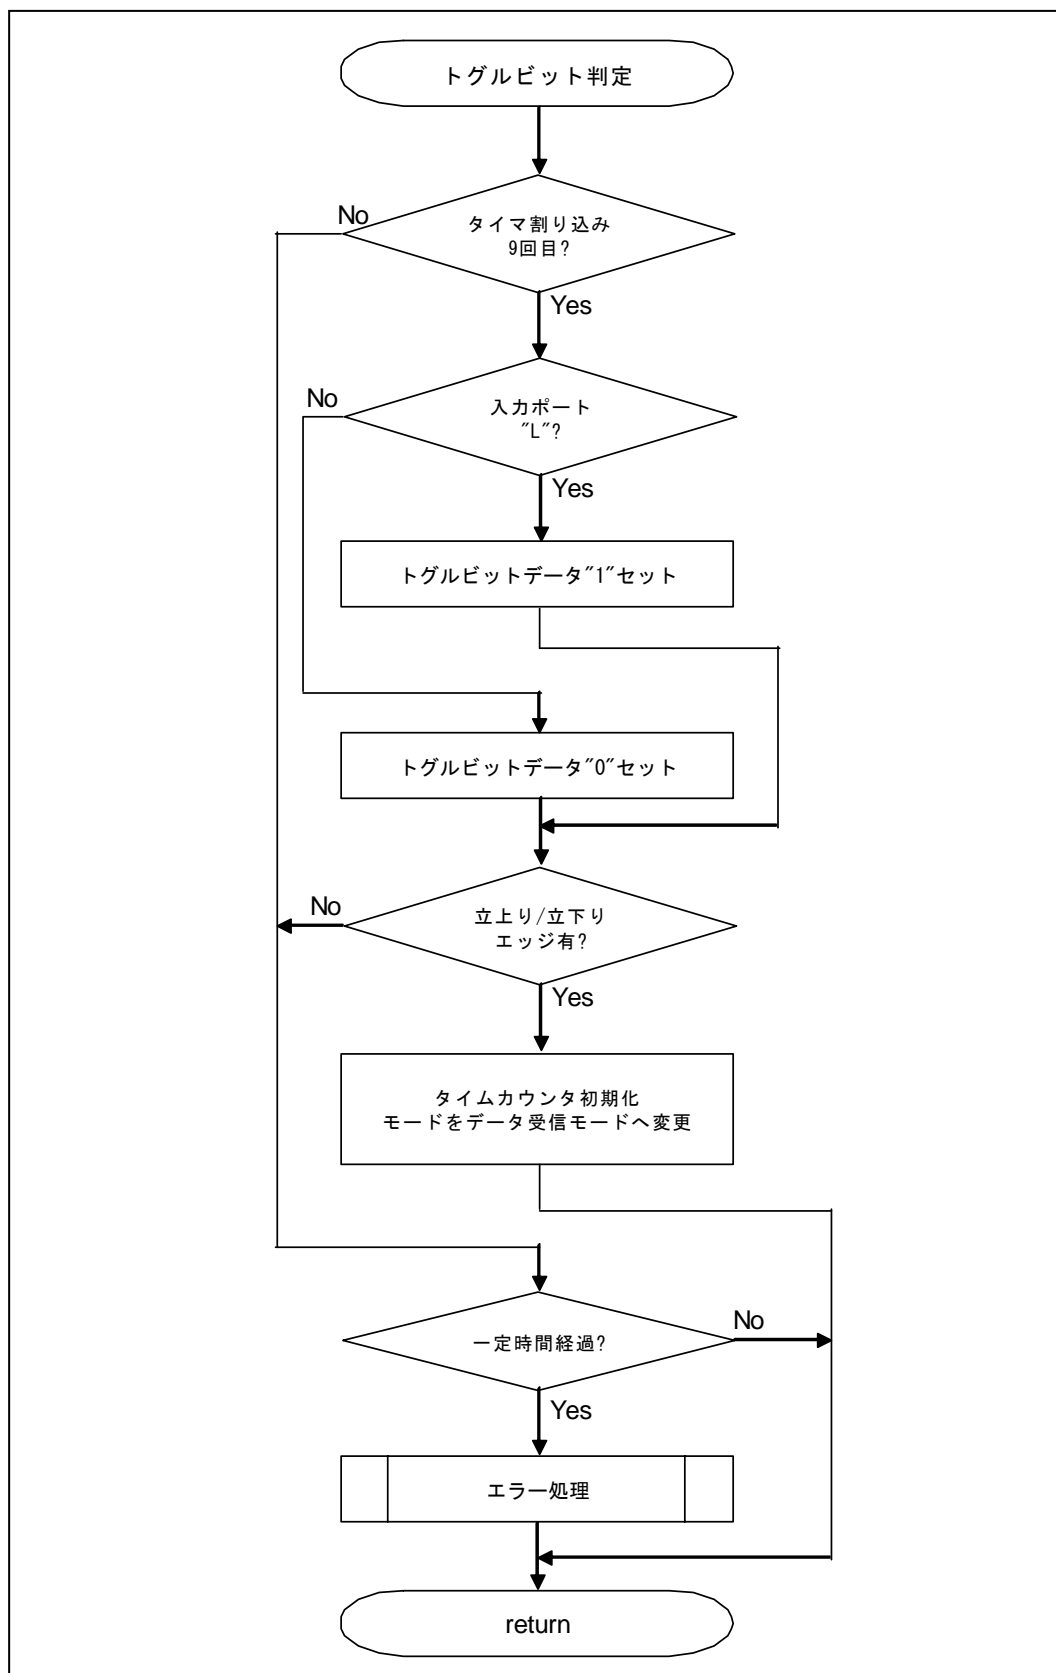 トグルビット判定
No
タイマ割り込み
9回目?
Yes
No
入力ポート
"L"?
Yes
トグルビットデータ"1"セット
トグルビットデータ"0"セット
No
立上り/立下り
エッジ有?
Yes
タイムカウンタ初期化
モードをデータ受信モードへ変更
一定時間経過?
No
Yes
エラー処理
return